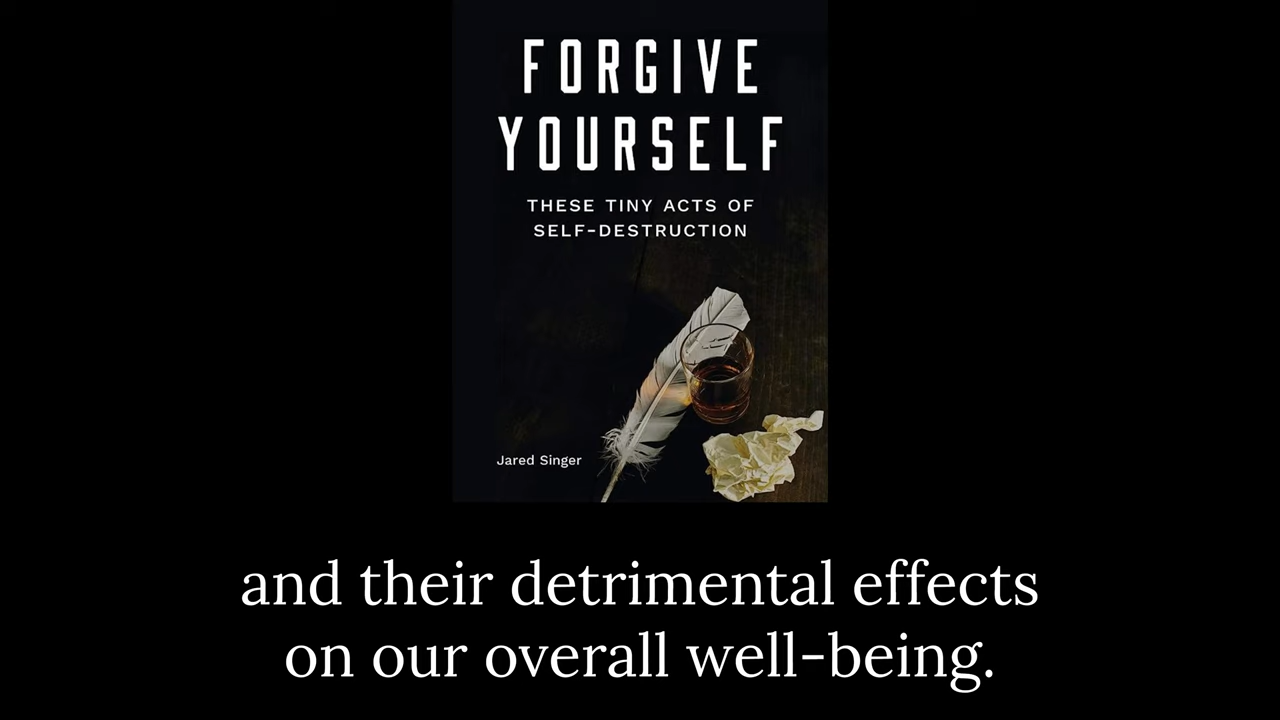 FORGIVE
YOURSELF
THESE TINY ACTS OF
SELF-DESTRUCTION
Jared Singer
and their detrimental effects
on our overall well-being.